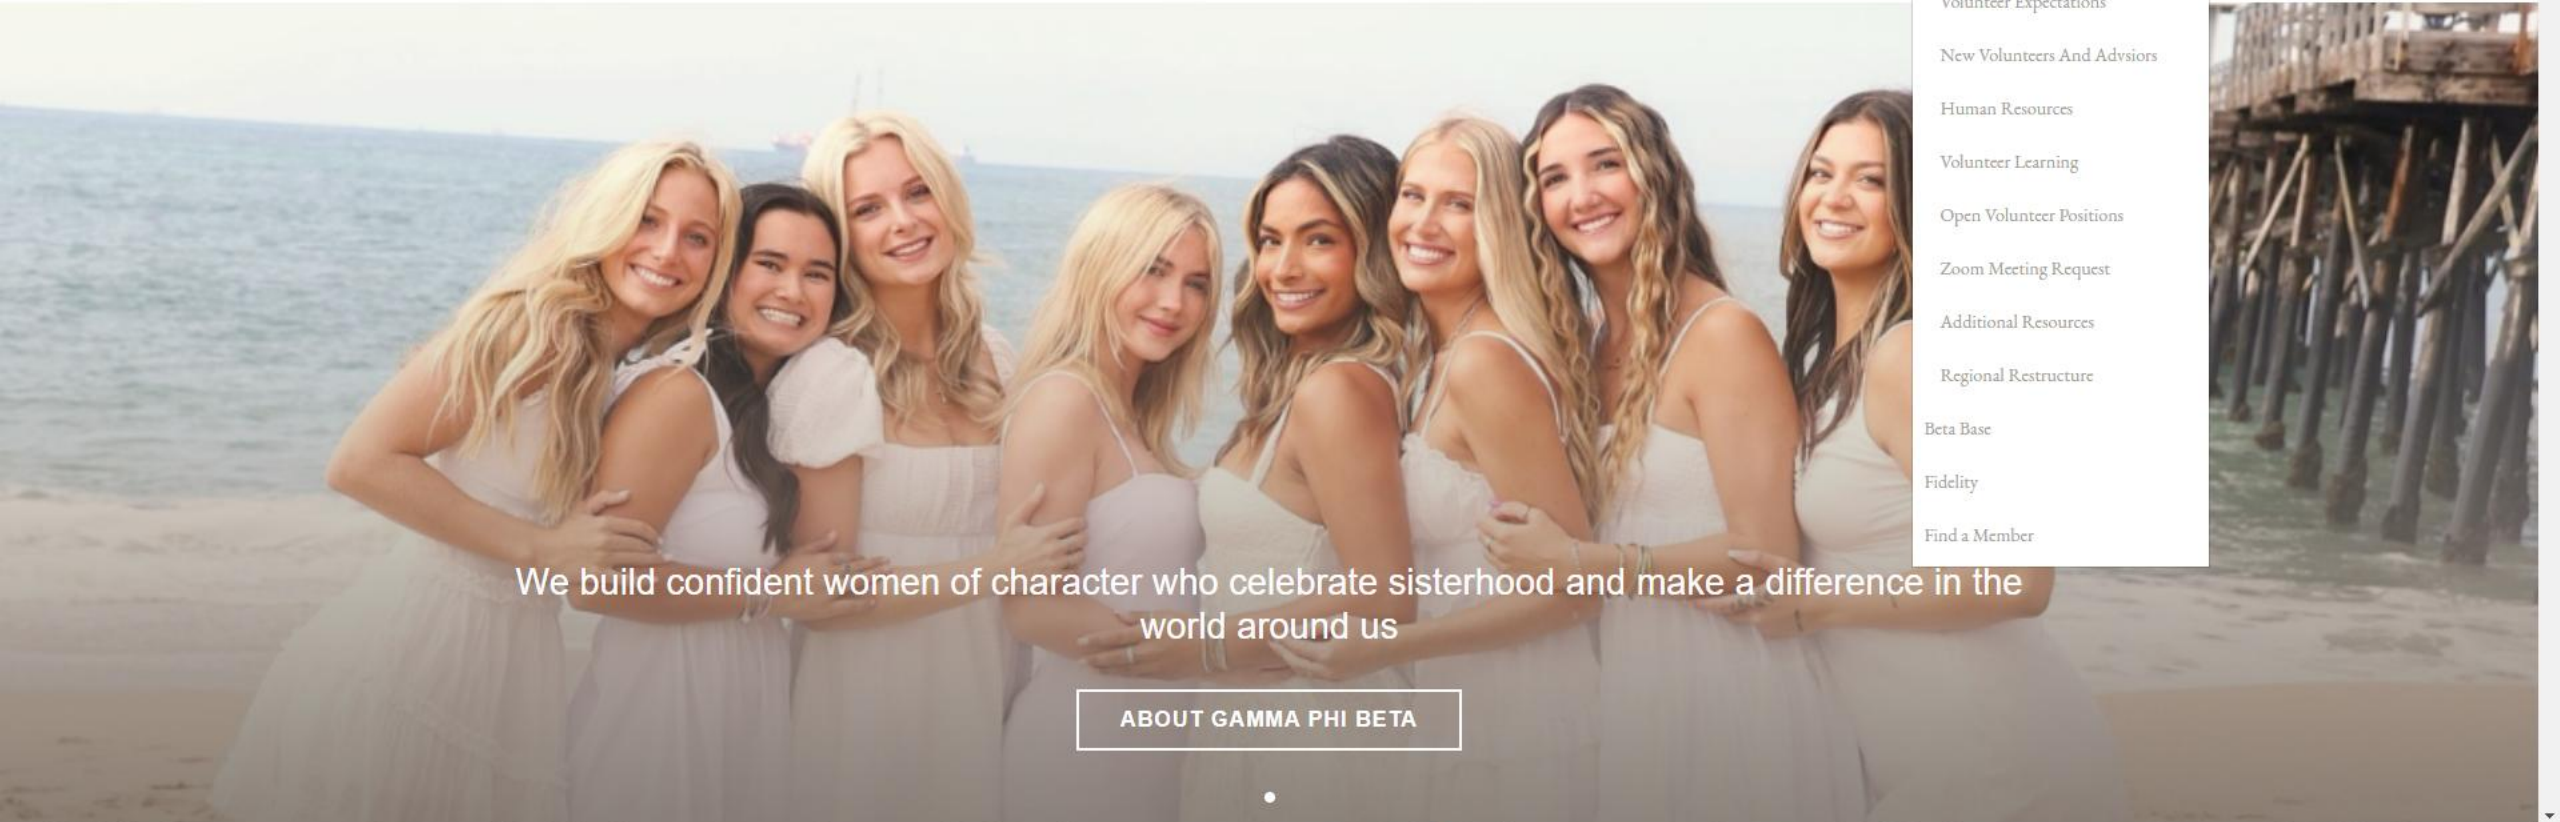 Volunteer Expectations
New Volunteers And Advsiors
Human Resources
Volunteer Learning
Open Volunteer Positions
Zoom Meeting Request
Additional Resources
Regional Restructure
Beta Base
Fidelity
Find a Member
We build confident women of character who celebrate sisterhood and make a difference in the
world around us
ABOUT GAMMA PHI BETA